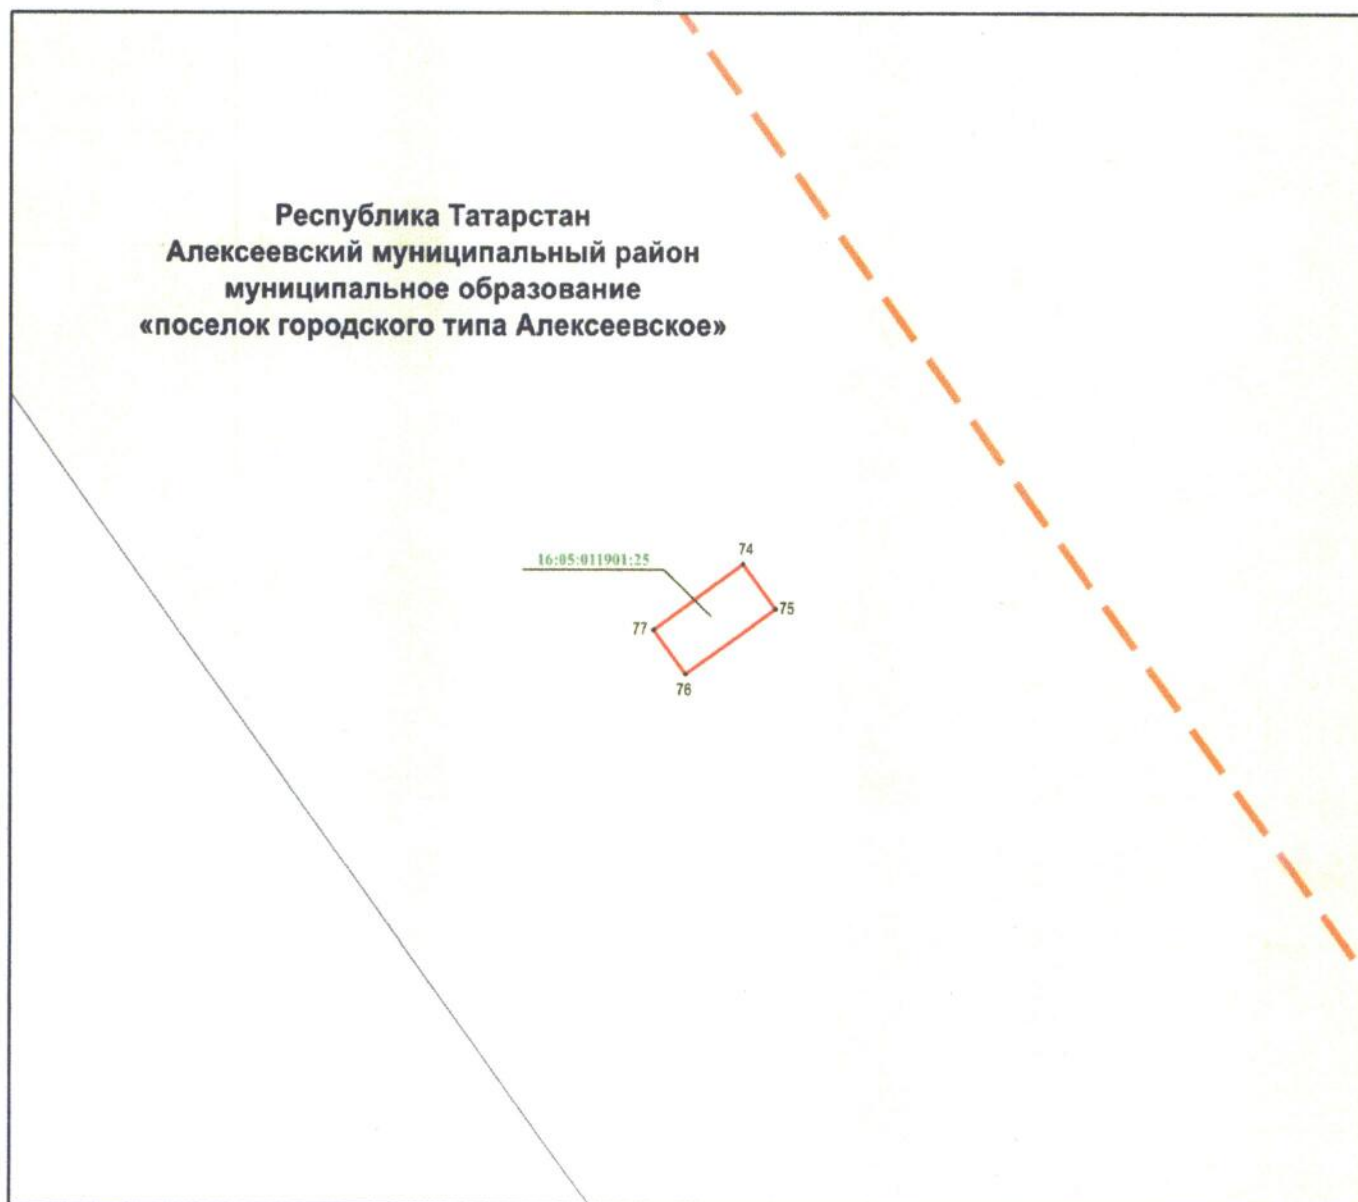 Республика Татарстан
Алексеевский муниципальный район
муниципальное образование
«поселок городского типа Алексеевское»
16:05:011901:25
74
75
77
76